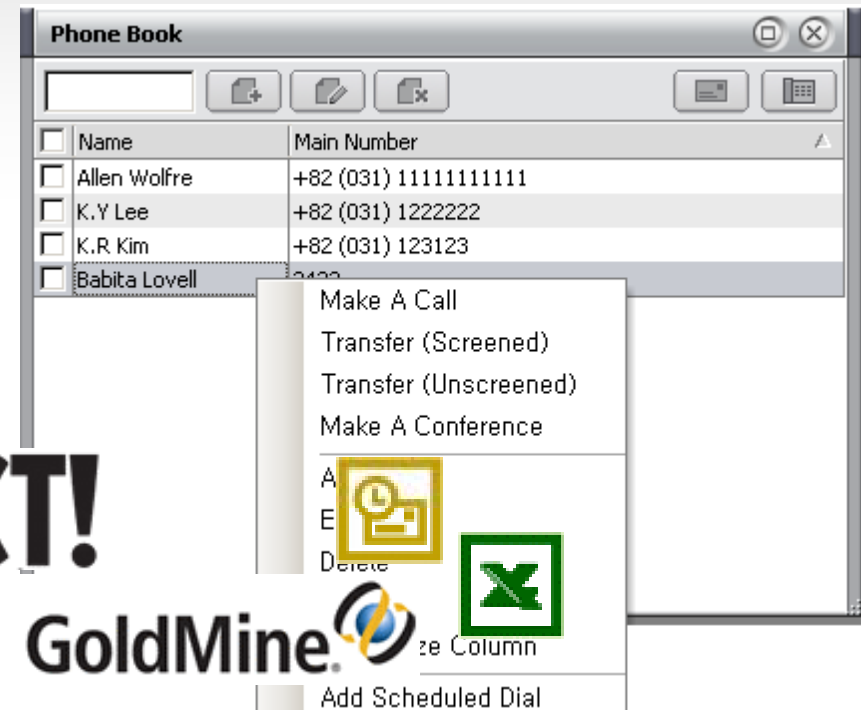 Phone Book
Name Main Number
Allen Wolfre +82 (031) 11111111111
K.Y Lee +82 (031) 1222222
K.R Kim +82 (031) 123123
Babita Lovell
Make A Call
Transfer (Screened)
Transfer (Unscreened)
Make A Conference
A
E
Delete
T!
GoldMine®
ze Column
Add Scheduled Dial